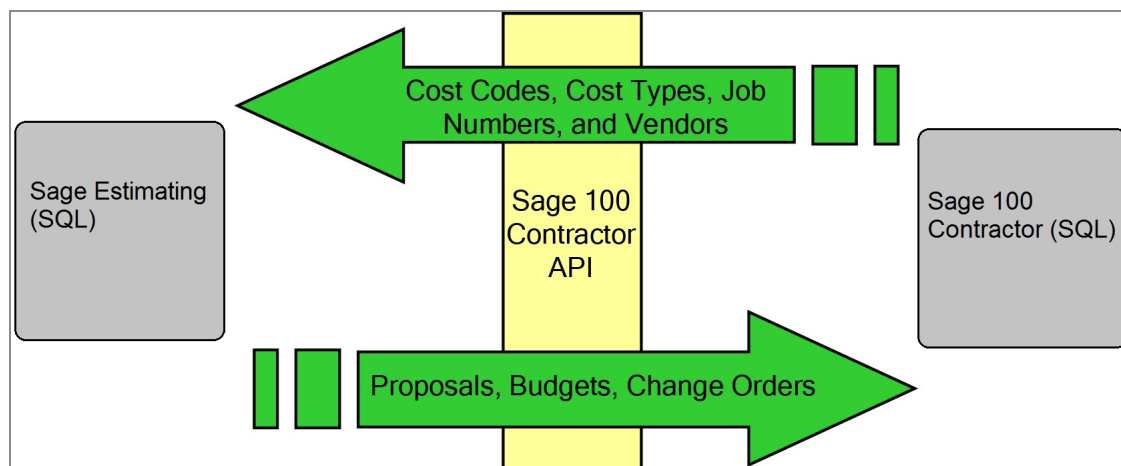 Cost Codes, Cost Types, Job
Numbers, and Vendors
Sage Estimating
(SQL)
Sage 100
Contractor
API
Sage 100
Contractor (SQL)
Proposals, Budgets, Change Orders